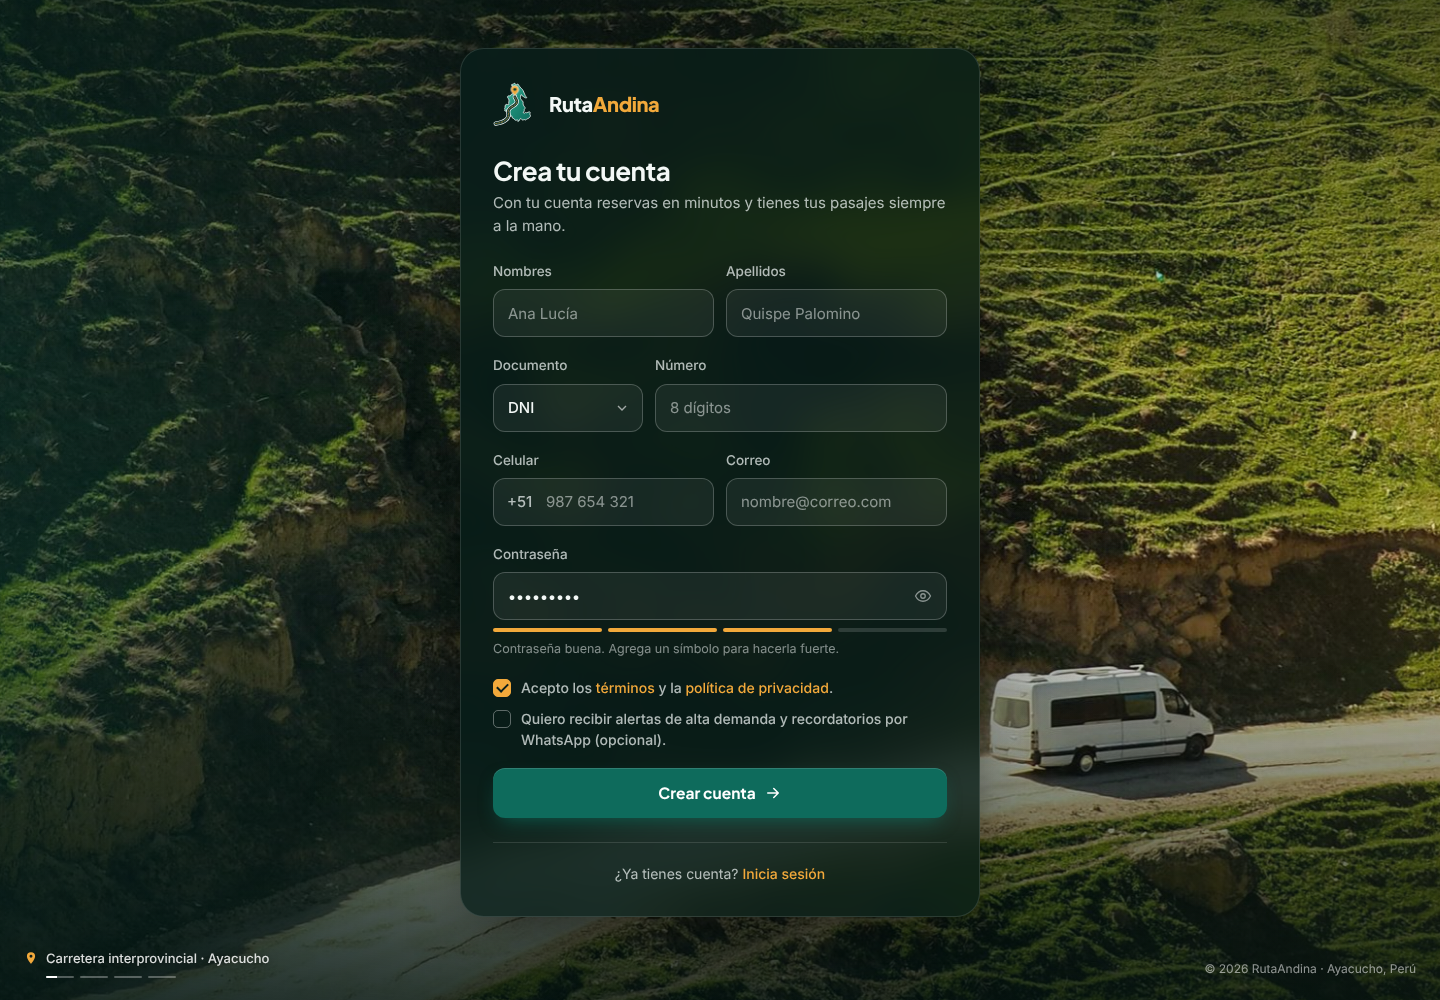 RutaAndina
Crea tu cuenta
Con tu cuenta reservas en minutos y tienes tus pasajes siempre
a la mano.
Nombres
Apellidos
Ana Lucía
Quispe Palomino
Documento
Número
DNI
8 dígitos
Celular
Correo
+51 987 654 321
nombre@correo.com
Contraseña
•••••••••
Contraseña buena. Agrega un símbolo para hacerla fuerte.
Acepto los términos y la política de privacidad.
Quiero recibir alertas de alta demanda y recordatorios por
WhatsApp (opcional).
Crear cuenta →
¿Ya tienes cuenta? Inicia sesión
Carretera interprovincial · Ayacucho
© 2026 RutaAndina · Ayacucho, Perú